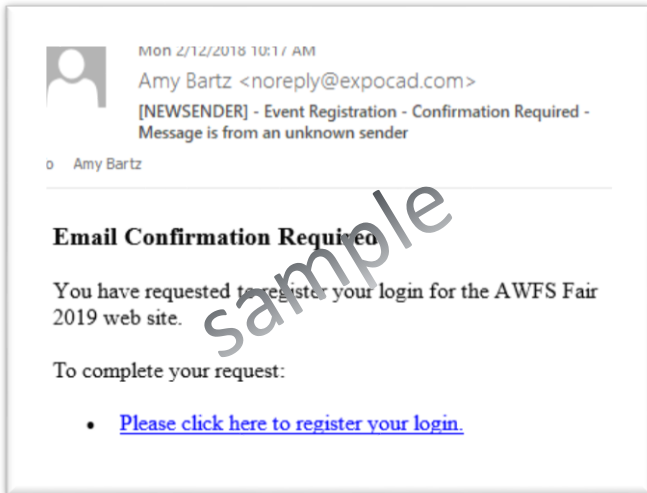 Mon 2/12/2018 10:17 AM
Amy Bartz <noreply@expocad.com>
[NEWSENDER] - Event Registration - Confirmation Required -
Message is from an unknown sender
o Amy Bartz
Email Confirmation Required
You have requested to register your login for the AWFS Fair
2019 web site.
sample
To complete your request:
• Please click here to register your login.